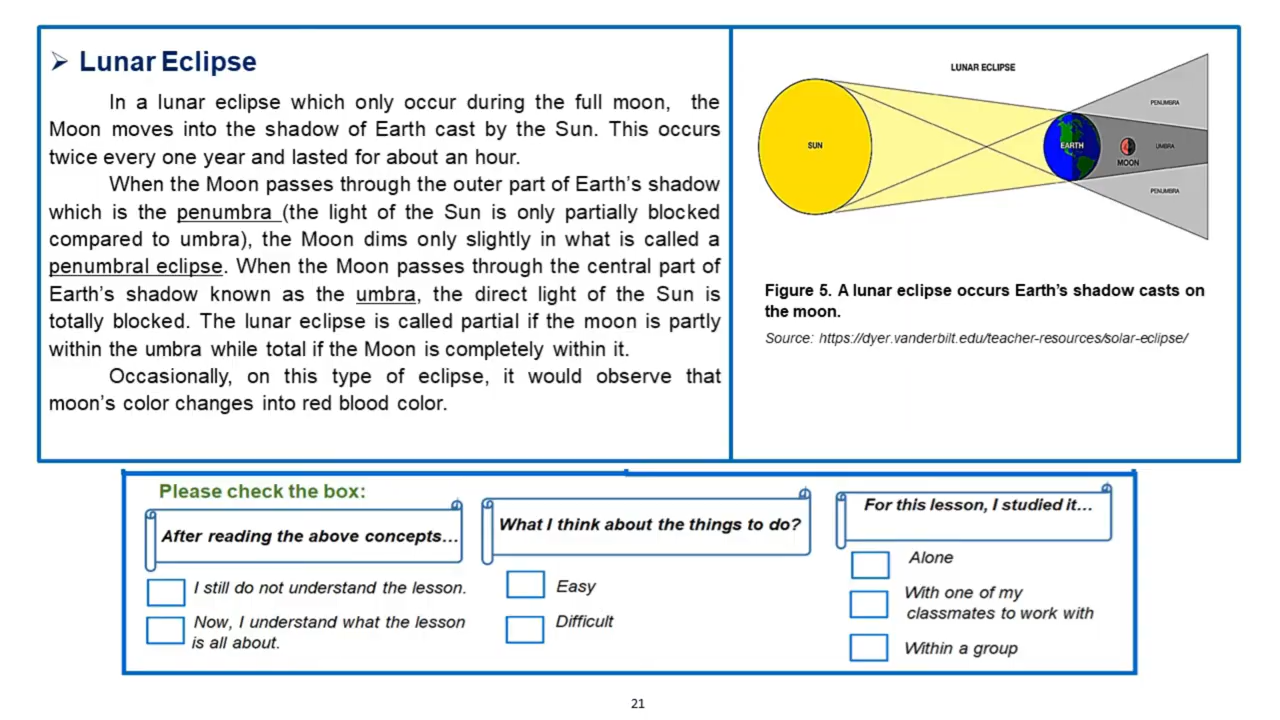 ➢ Lunar Eclipse
In a lunar eclipse which only occur during the full moon, the
Moon moves into the shadow of Earth cast by the Sun. This occurs
twice every one year and lasted for about an hour.
When the Moon passes through the outer part of Earth's shadow
which is the penumbra (the light of the Sun is only partially blocked
compared to umbra), the Moon dims only slightly in what is called a
penumbral eclipse. When the Moon passes through the central part of
Earth's shadow known as the umbra, the direct light of the Sun is
totally blocked. The lunar eclipse is called partial if the moon is partly
within the umbra while total if the Moon is completely within it.
Occasionally, on this type of eclipse, it would observe that
moon's color changes into red blood color.
LUNAR ECLIPSE
PENUMBRA
SUN
EARTH
MOON
UMBRA
PENUMBRA
Figure 5. A lunar eclipse occurs Earth's shadow casts on
the moon.
Source: https://dyer.vanderbilt.edu/teacher-resources/solar-eclipse/
Please check the box:
After reading the above concepts…
I still do not understand the lesson.
Now, I understand what the lesson
is all about.
What I think about the things to do?
Easy
Difficult
For this lesson, I studied it…
Alone
With one of my
classmates to work with
Within a group
21